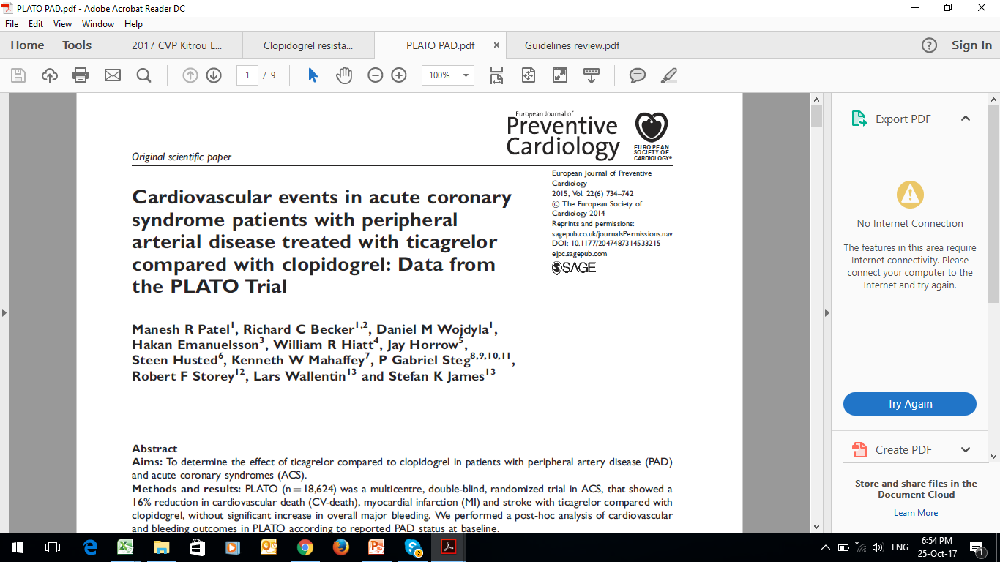 PLATO PAD.pdf - Adobe Acrobat Reader DC
File Edit View Window Help
Home Tools 2017 CVP Kitrou E... Clopidogrel resista... PLATO PAD.pdf × Guidelines review.pdf ? Sign In
1 / 9 100%
European Journal of
Preventive
Cardiology
EUROPEAN
SOCIETY OF
CARDIOLOGY®
Original scientific paper
European Journal of Preventive
Cardiology
2015, Vol. 22(6) 734–742
© The European Society of
Cardiology 2014
Reprints and permissions:
sagepub.co.uk/journalsPermissions.nav
DOI: 10.1177/2047487314533215
ejpc.sagepub.com
SAGE
Cardiovascular events in acute coronary
syndrome patients with peripheral
arterial disease treated with ticagrelor
compared with clopidogrel: Data from
the PLATO Trial
Manesh R Patel1, Richard C Becker1,2, Daniel M Wojdyla1,
Hakan Emanuelsson3, William R Hiatt4, Jay Horrow5,
Steen Husted6, Kenneth W Mahaffey7, P Gabriel Steg8,9,10,11,
Robert F Storey12, Lars Wallentin13 and Stefan K James13
Abstract
Aims: To determine the effect of ticagrelor compared to clopidogrel in patients with peripheral artery disease (PAD)
and acute coronary syndromes (ACS).
Methods and results: PLATO (n = 18,624) was a multicentre, double-blind, randomized trial in ACS, that showed a
16% reduction in cardiovascular death (CV-death), myocardial infarction (MI) and stroke with ticagrelor compared with
clopidogrel, without significant increase in overall major bleeding. We performed a post-hoc analysis of cardiovascular
and bleeding outcomes in PLATO according to reported PAD status at baseline.
Export PDF
No Internet Connection
The features in this area require
Internet connectivity. Please
connect your computer to the
Internet and try again.
Try Again
Create PDF
Store and share files in the
Document Cloud
Learn More
ENG
6:54 PM
25-Oct-17
1